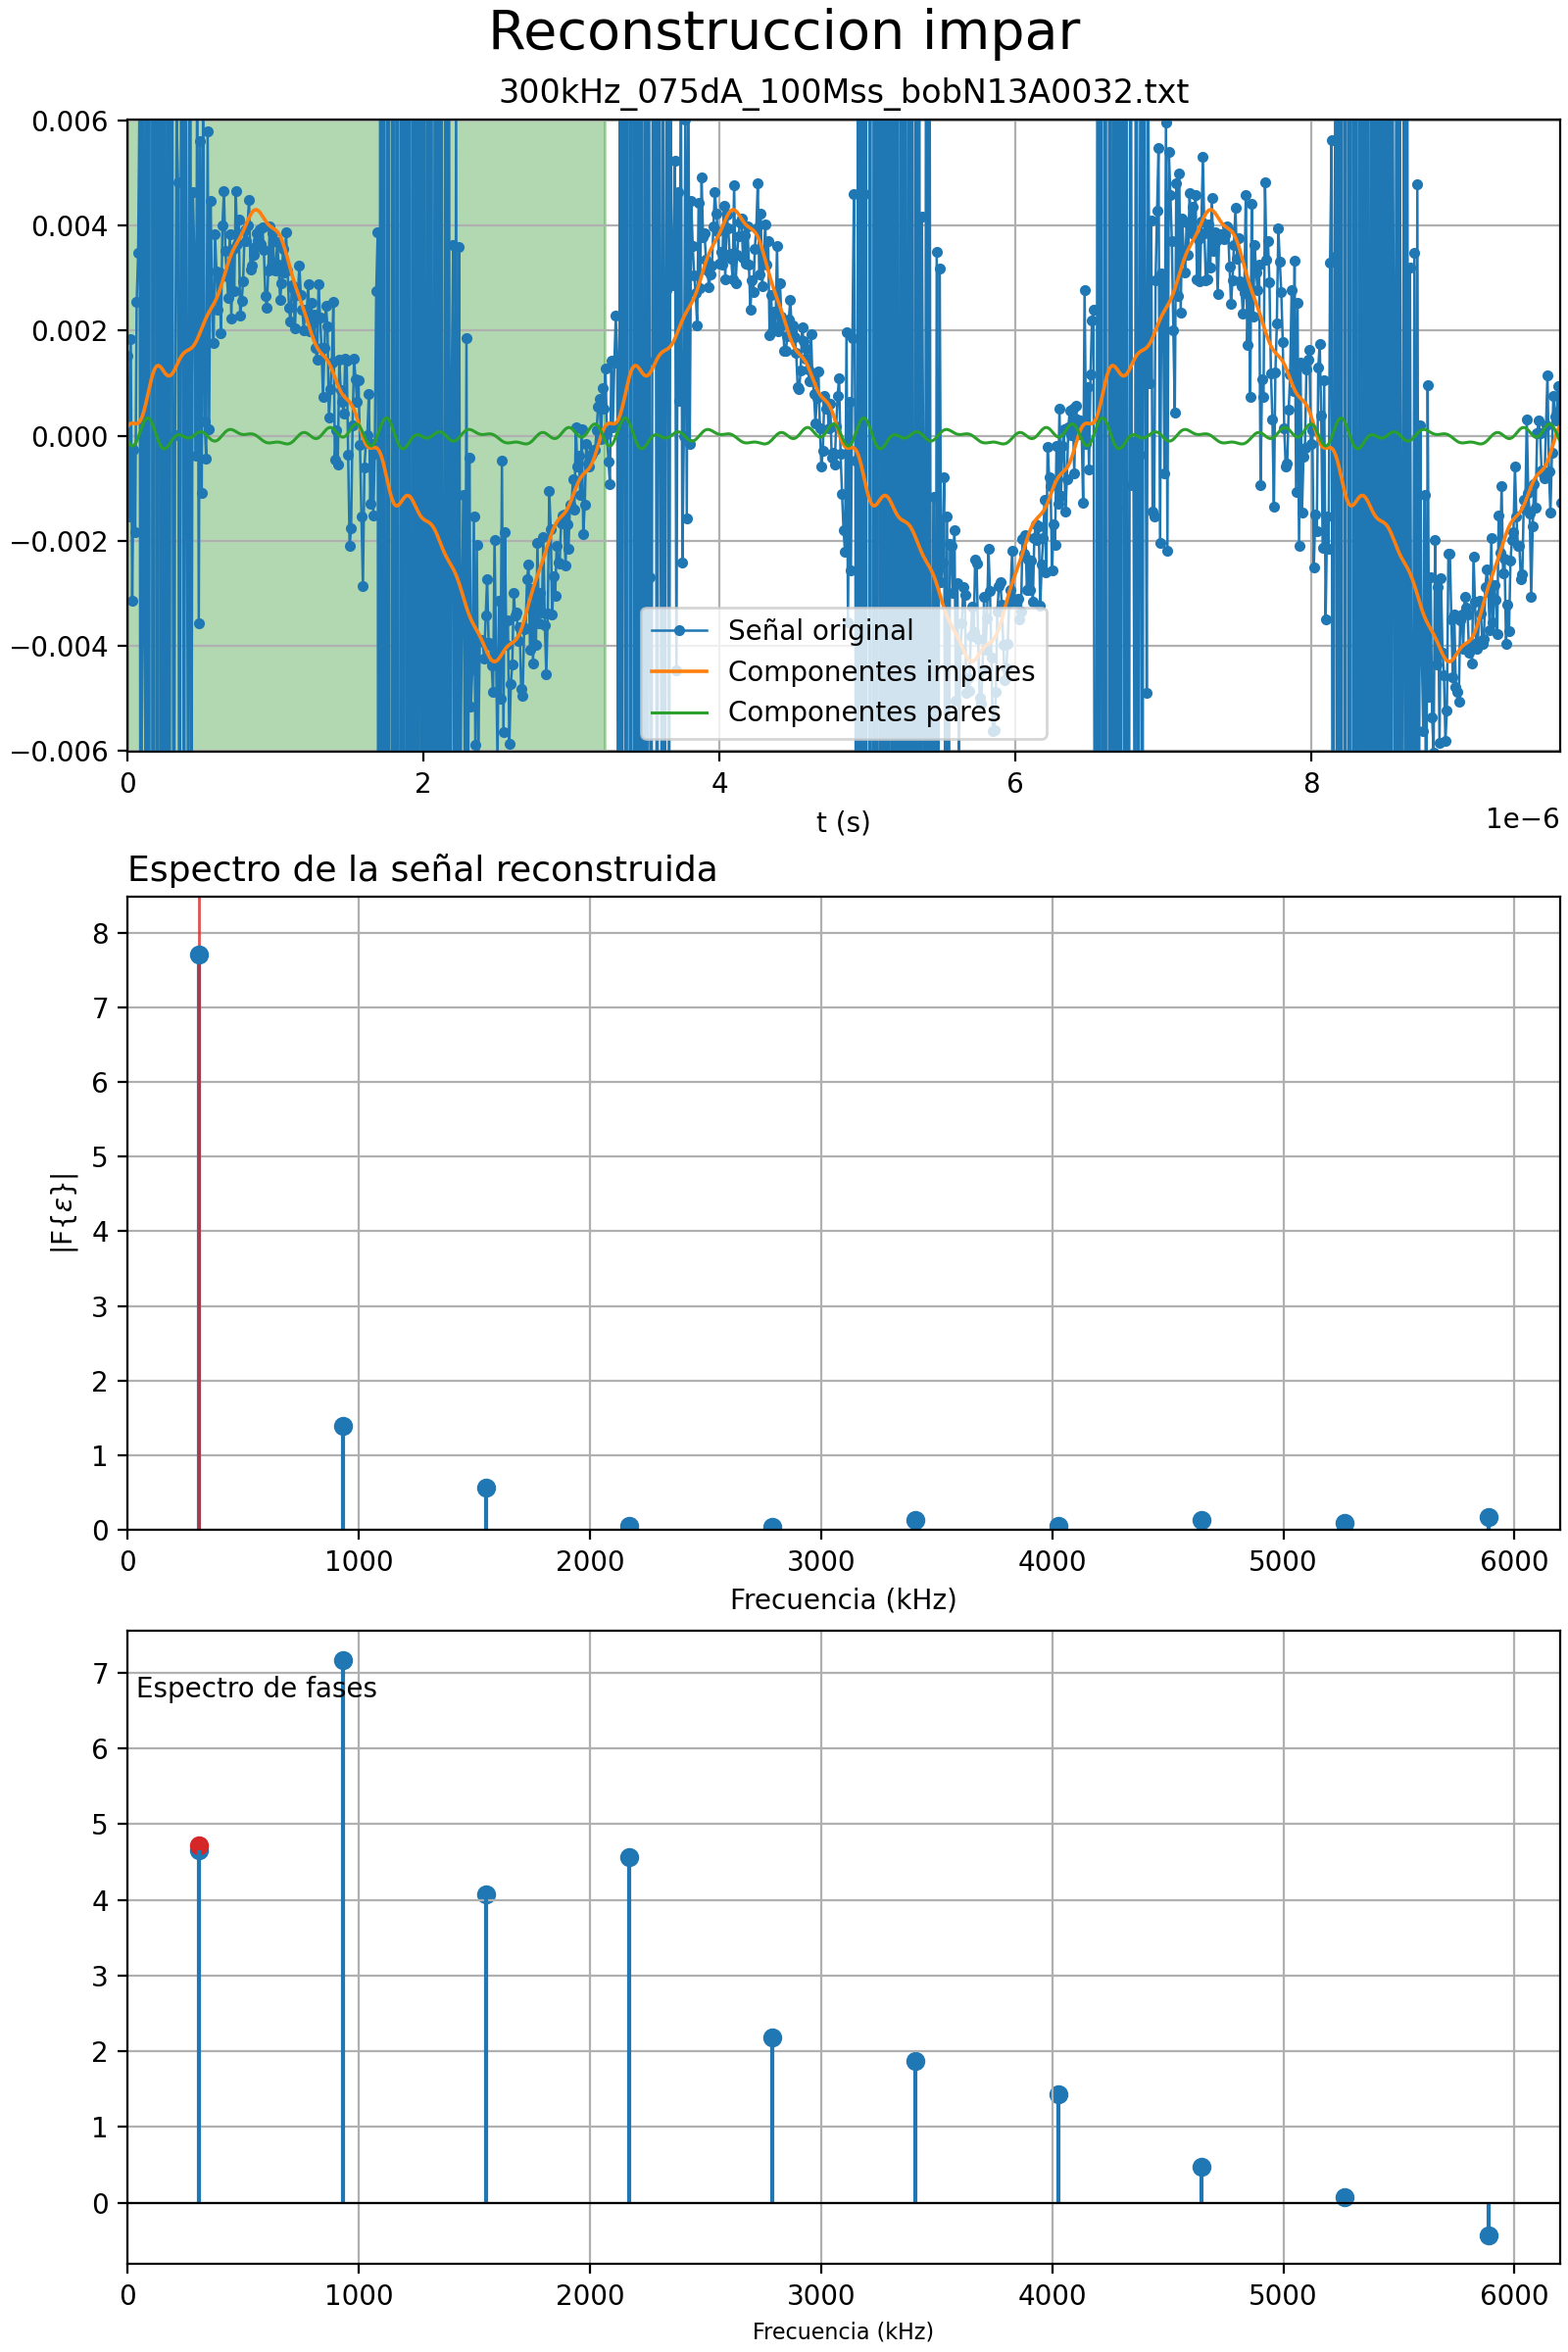 Reconstruccion impar
300kHz_075dA_100Mss_bobN13A0032.txt
0.006
0.004
0.002
0.000
−0.002
−0.004
−0.006
Señal original
Componentes impares
Componentes pares
0 2 4 6 8
1e−6
t (s)
Espectro de la señal reconstruida
8
7
6
5
4
3
2
1
0
|F{ε}|
0 1000 2000 3000 4000 5000 6000
Frecuencia (kHz)
Espectro de fases
7
6
5
4
3
2
1
0
0 1000 2000 3000 4000 5000 6000
Frecuencia (kHz)